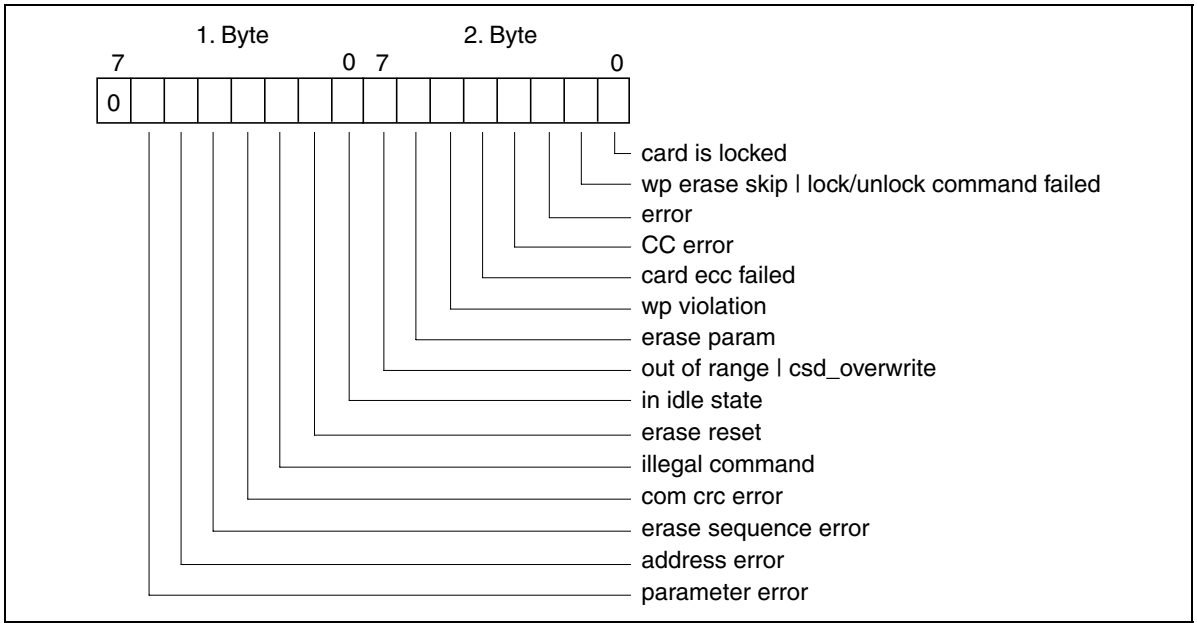 1. Byte 2. Byte
7 0 7 0
0
card is locked
wp erase skip | lock/unlock command failed
error
CC error
card ecc failed
wp violation
erase param
out of range | csd_overwrite
in idle state
erase reset
illegal command
com crc error
erase sequence error
address error
parameter error